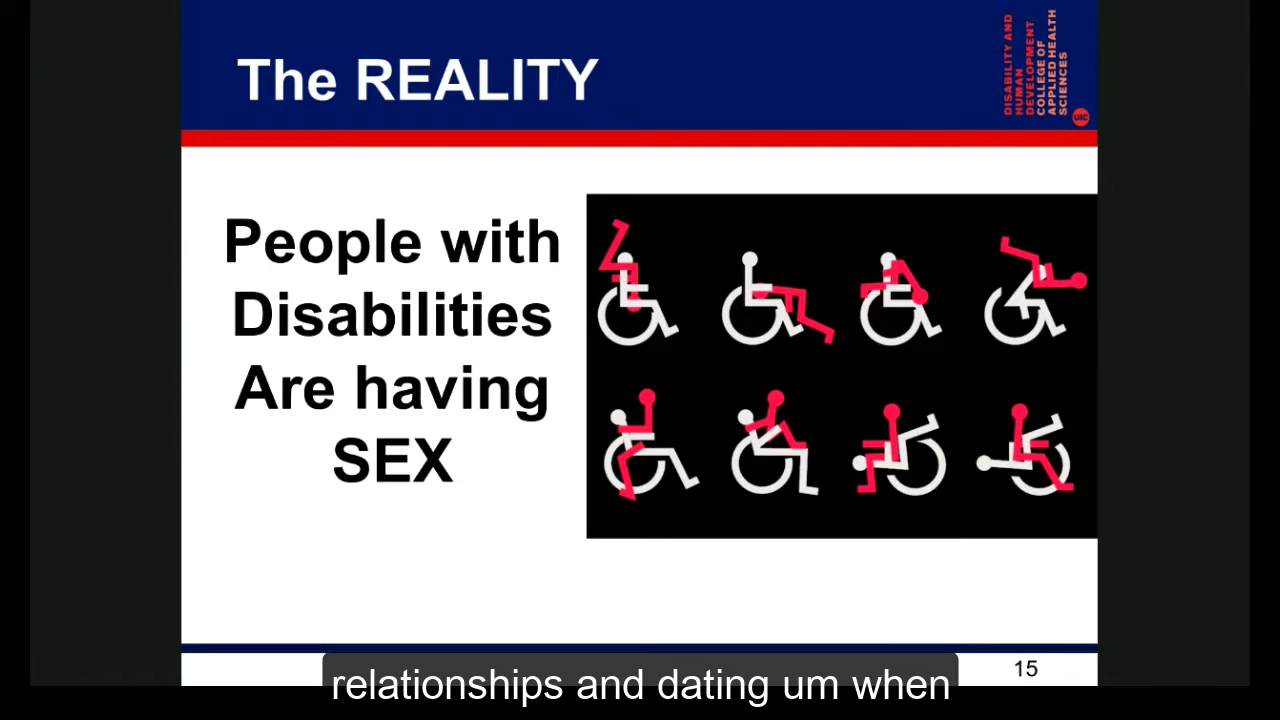 The REALITY
DISABILITY AND
HUMAN
DEVELOPMENT
COLLEGE OF
APPLIED HEALTH
SCIENCES
UIC
People with
Disabilities
Are having
SEX
15
relationships and dating um when